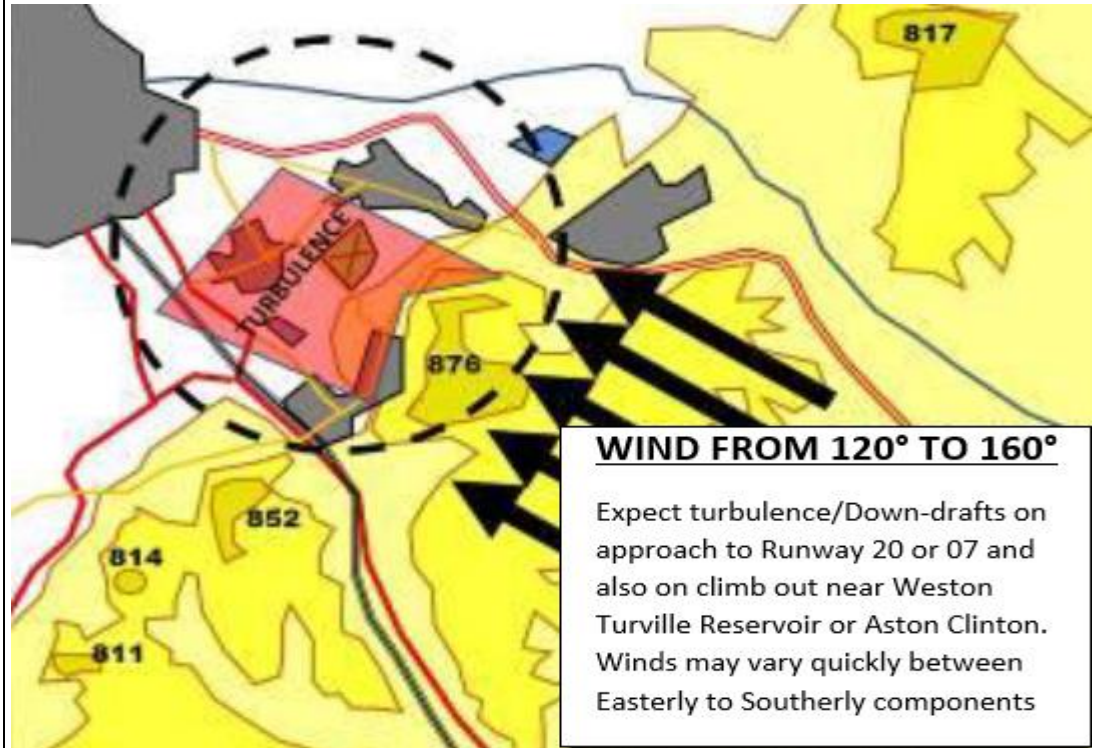 817
TURBULENCE
876
852
814
811
WIND FROM 120° TO 160°
Expect turbulence/Down-drafts on
approach to Runway 20 or 07 and
also on climb out near Weston
Turville Reservoir or Aston Clinton.
Winds may vary quickly between
Easterly to Southerly components